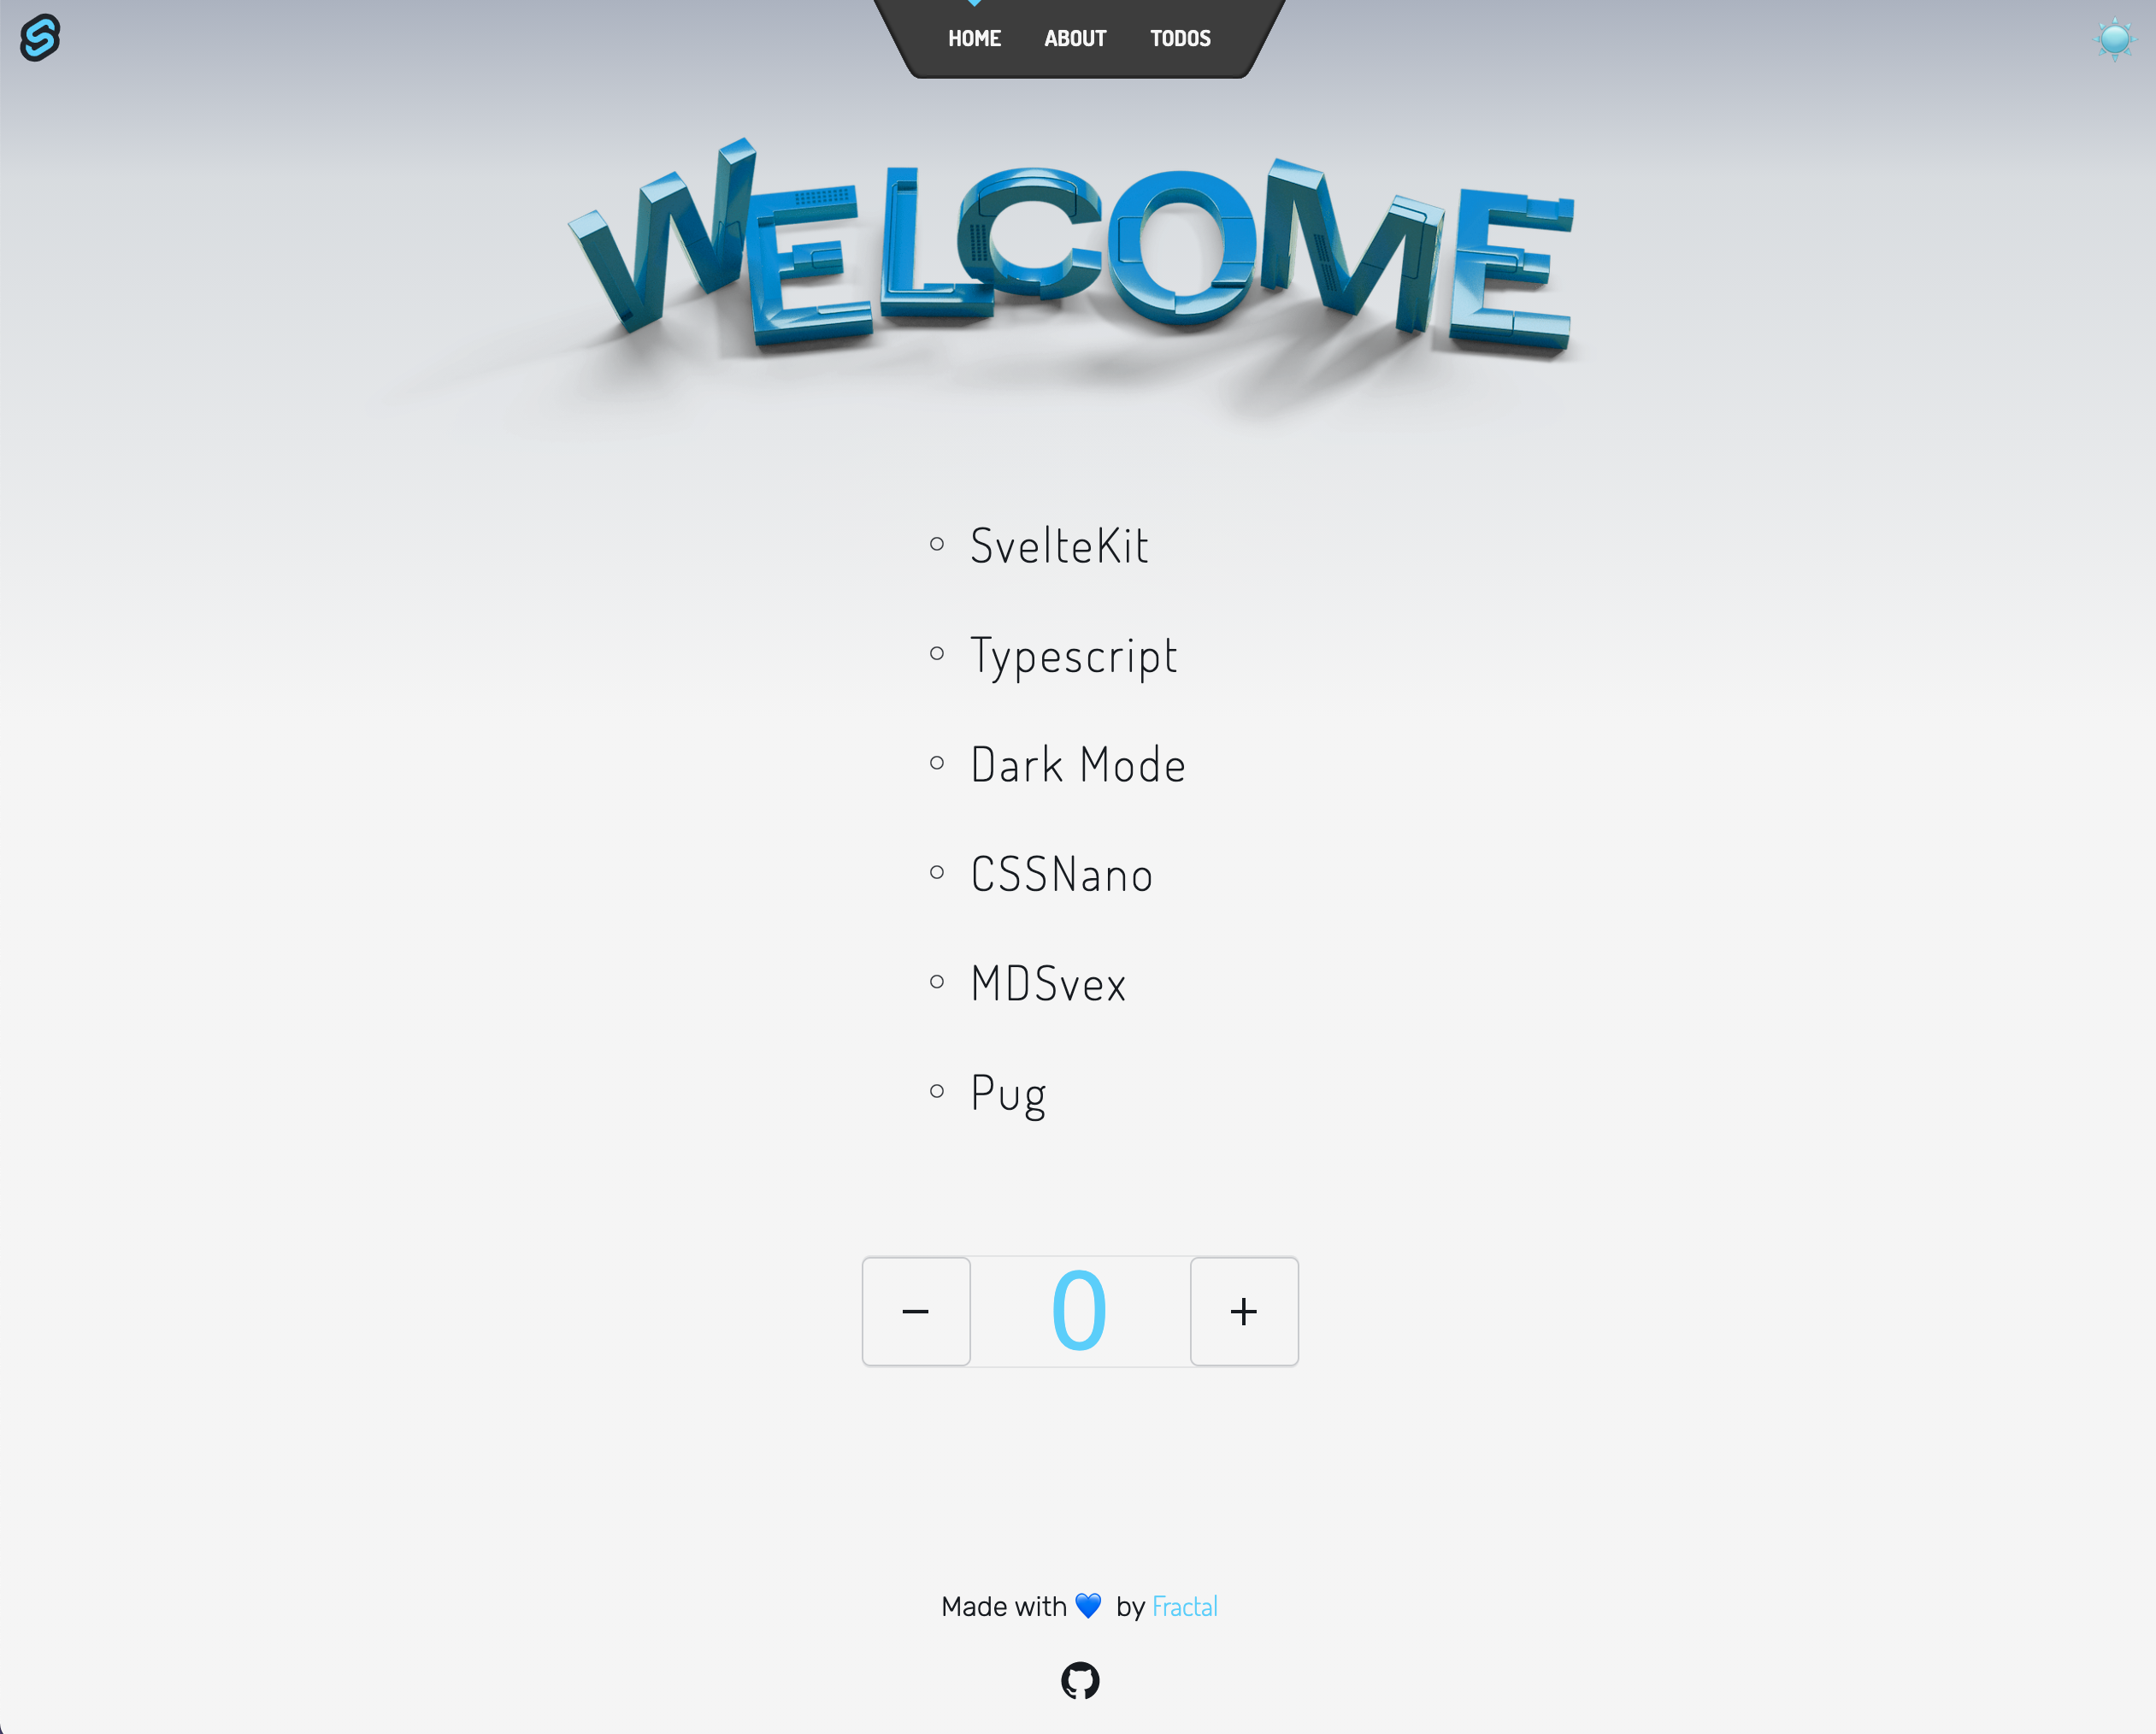 HOME ABOUT TODOS
WELCOME
SvelteKit
Typescript
Dark Mode
CSSNano
MDSvex
Pug
− 0 +
Made with 💙 by Fractal